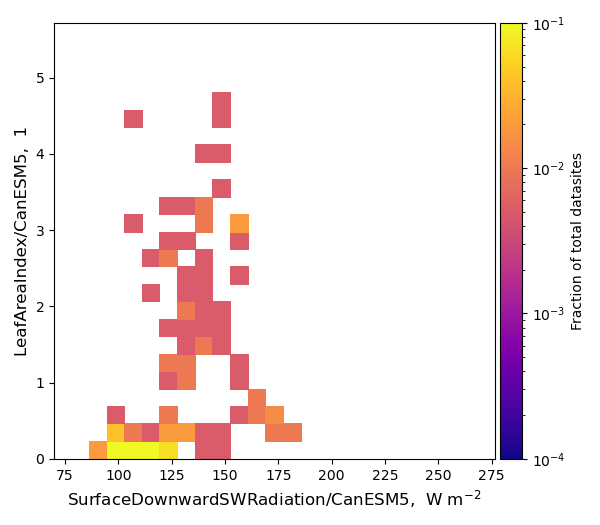 5
4
3
2
1
0
75 100 125 150 175 200 225 250 275
LeafAreaIndex/CanESM5, 1
SurfaceDownwardSWRadiation/CanESM5, W m⁻²
10⁻¹
10⁻²
10⁻³
10⁻⁴
Fraction of total datasites